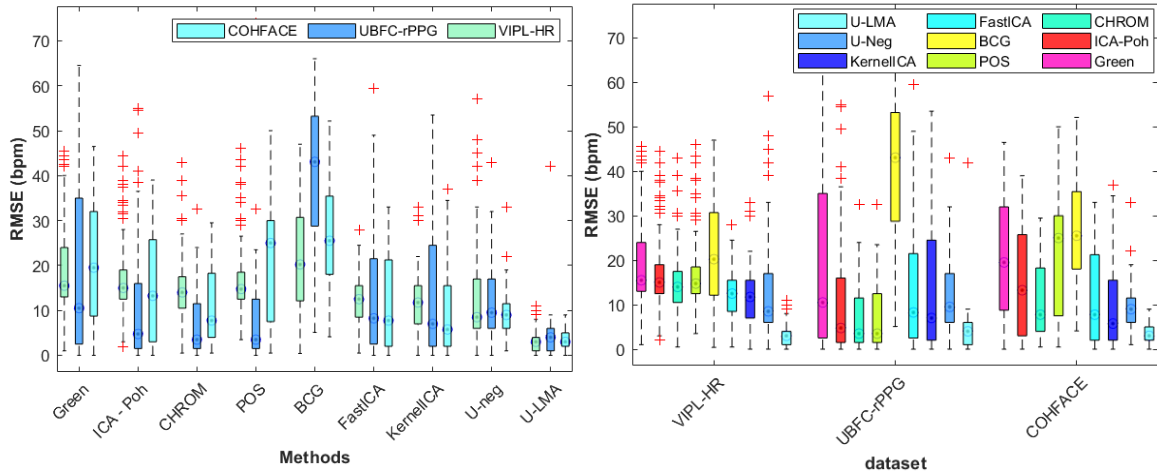 COHFACE UBFC-rPPG VIPL-HR
RMSE (bpm)
70
60
50
40
30
20
10
0
Green ICA - Poh CHROM POS BCG FastICA KernelICA U-neg U-LMA
Methods
U-LMA FastICA CHROM
U-Neg BCG ICA-Poh
KernelICA POS Green
RMSE (bpm)
70
60
50
40
30
20
10
0
VIPL-HR UBFC-rPPG COHFACE
dataset